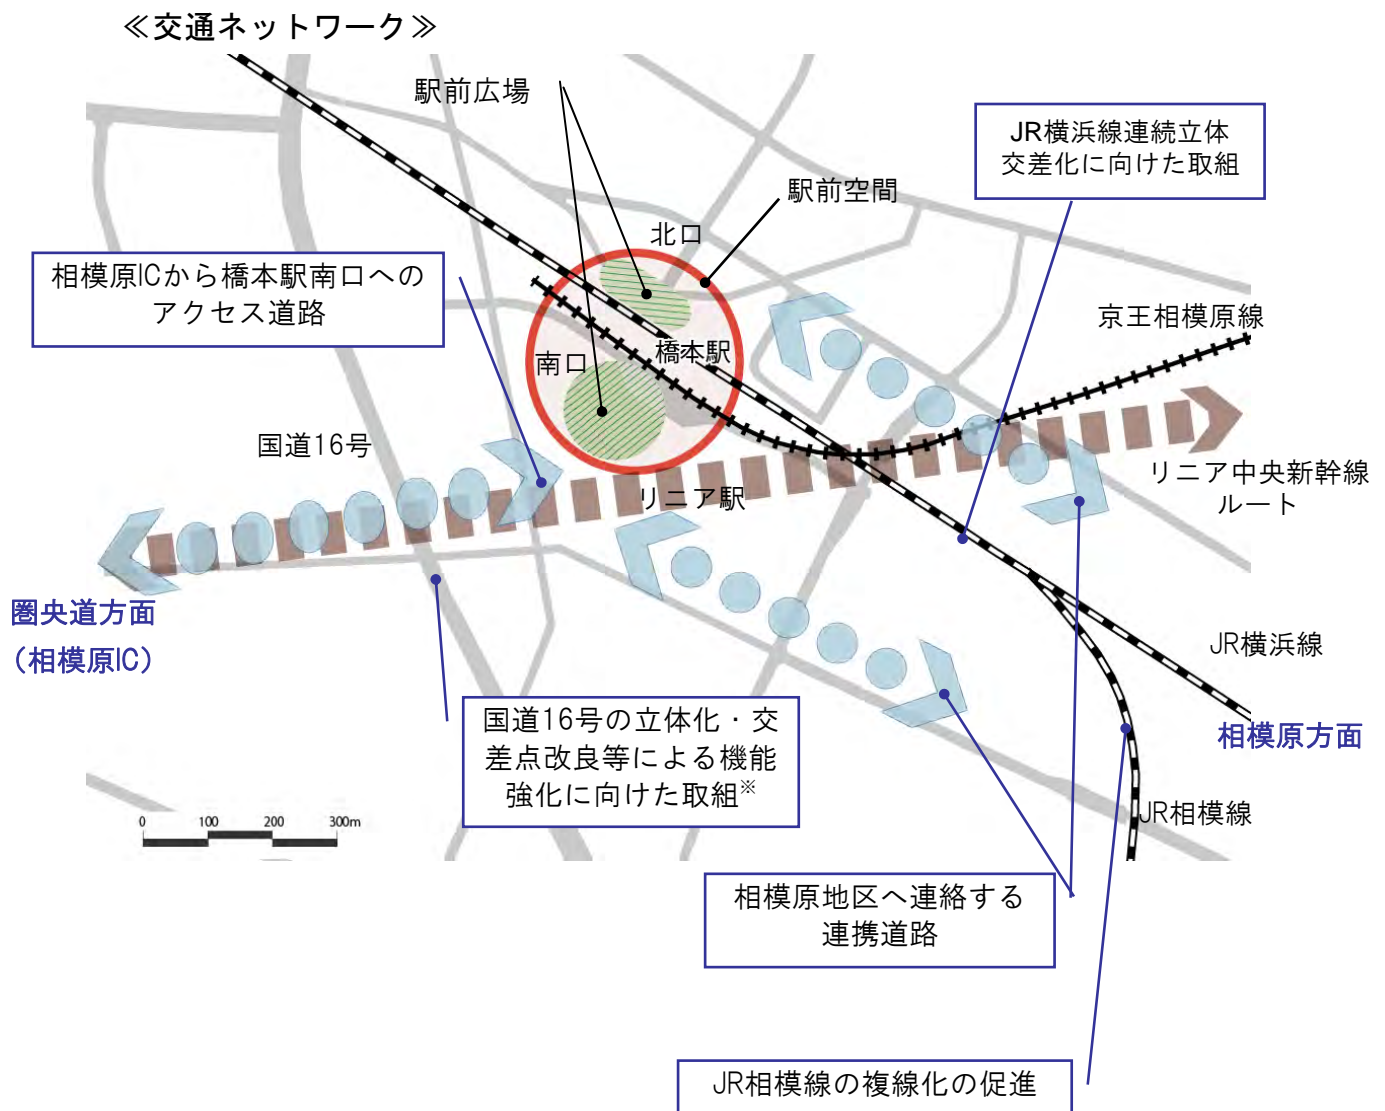 ≪交通ネットワーク≫
駅前広場
JR横浜線連続立体
交差化に向けた取組
駅前空間
北口
相模原ICから橋本駅南口への
アクセス道路
京王相模原線
橋本駅
南口
国道16号
リニア中央新幹線
ルート
リニア駅
圏央道方面
（相模原IC）
JR横浜線
国道16号の立体化・交
差点改良等による機能
強化に向けた取組※
相模原方面
JR相模線
0 100 200 300m
相模原地区へ連絡する
連携道路
JR相模線の複線化の促進